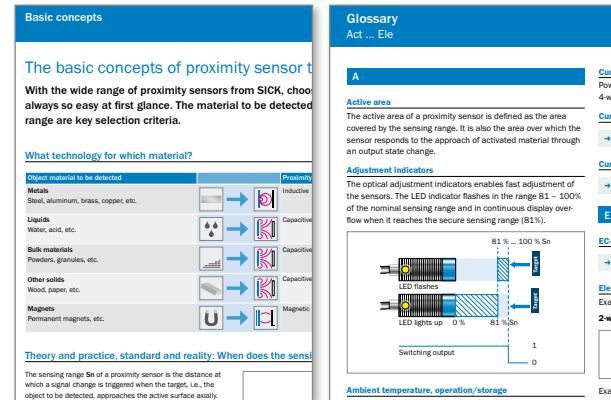 Basic concepts
The basic concepts of proximity sensor
With the wide range of proximity sensors from SICK,
always so easy at first glance. The material to be detected
range are key selection criteria.
What technology for which material?
Object material to be detected
Proximity
Metals
Steel, aluminum, brass, copper, etc.
Inductive
Liquids
Water, acid, etc.
Capacitive
Bulk materials
Powders, granules, etc.
Capacitive
Other solids
Wood, paper, etc.
Capacitive
Magnets
Permanent magnets, etc.
Magnetic
Theory and practice, standard and reality: When does the
The sensing range Sn of a proximity sensor is the distance at
which a signal change is triggered when the target, i.e., the
object to be detected, approaches the active surface axially.
Glossary
Act ... Ele
A
Active area
The active area of a proximity sensor is defined as the area
covered by the sensing range. It is also the area over which the
sensor responds to the approach of activated material through
an output state change.
Adjustment indicators
The optical adjustment indicators enables fast adjustment of
the sensors. The LED indicator flashes in the range 81 – 100%
of the nominal sensing range and in continuous display over-
flow when it reaches the secure sensing range (81%).
81 % ... 100 % Sn
Target
LED flashes
Target
LED lights up 0 % 81 % Sn
Switching output
1
0
Ambient temperature, operation/storage
E